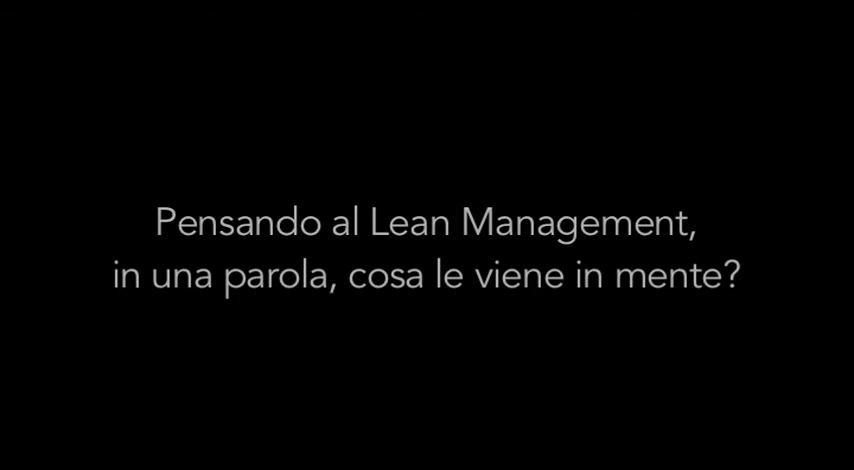 Pensando al Lean Management,
in una parola, cosa le viene in mente?